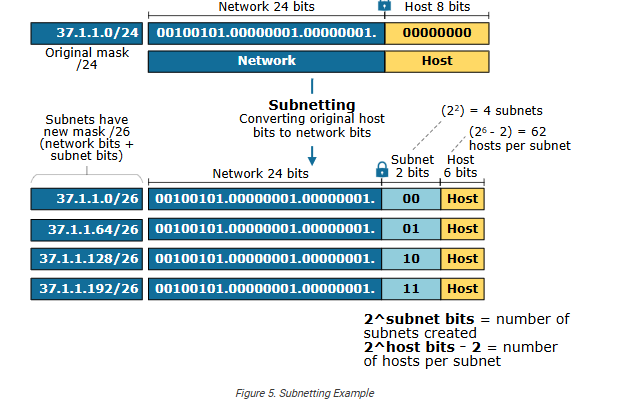 Network 24 bits
Host 8 bits
37.1.1.0/24
00100101.00000001.00000001.
00000000
Original mask
/24
Network
Host
Subnetting
Converting original host
bits to network bits
Subnets have
new mask /26
(network bits +
subnet bits)
(2²) = 4 subnets
(2⁶ - 2) = 62
hosts per subnet
Network 24 bits
Subnet
2 bits
Host
6 bits
37.1.1.0/26
00100101.00000001.00000001.
00
Host
37.1.1.64/26
00100101.00000001.00000001.
01
Host
37.1.1.128/26
00100101.00000001.00000001.
10
Host
37.1.1.192/26
00100101.00000001.00000001.
11
Host
2^subnet bits = number of
subnets created
2^host bits - 2 = number
of hosts per subnet
Figure 5. Subnetting Example